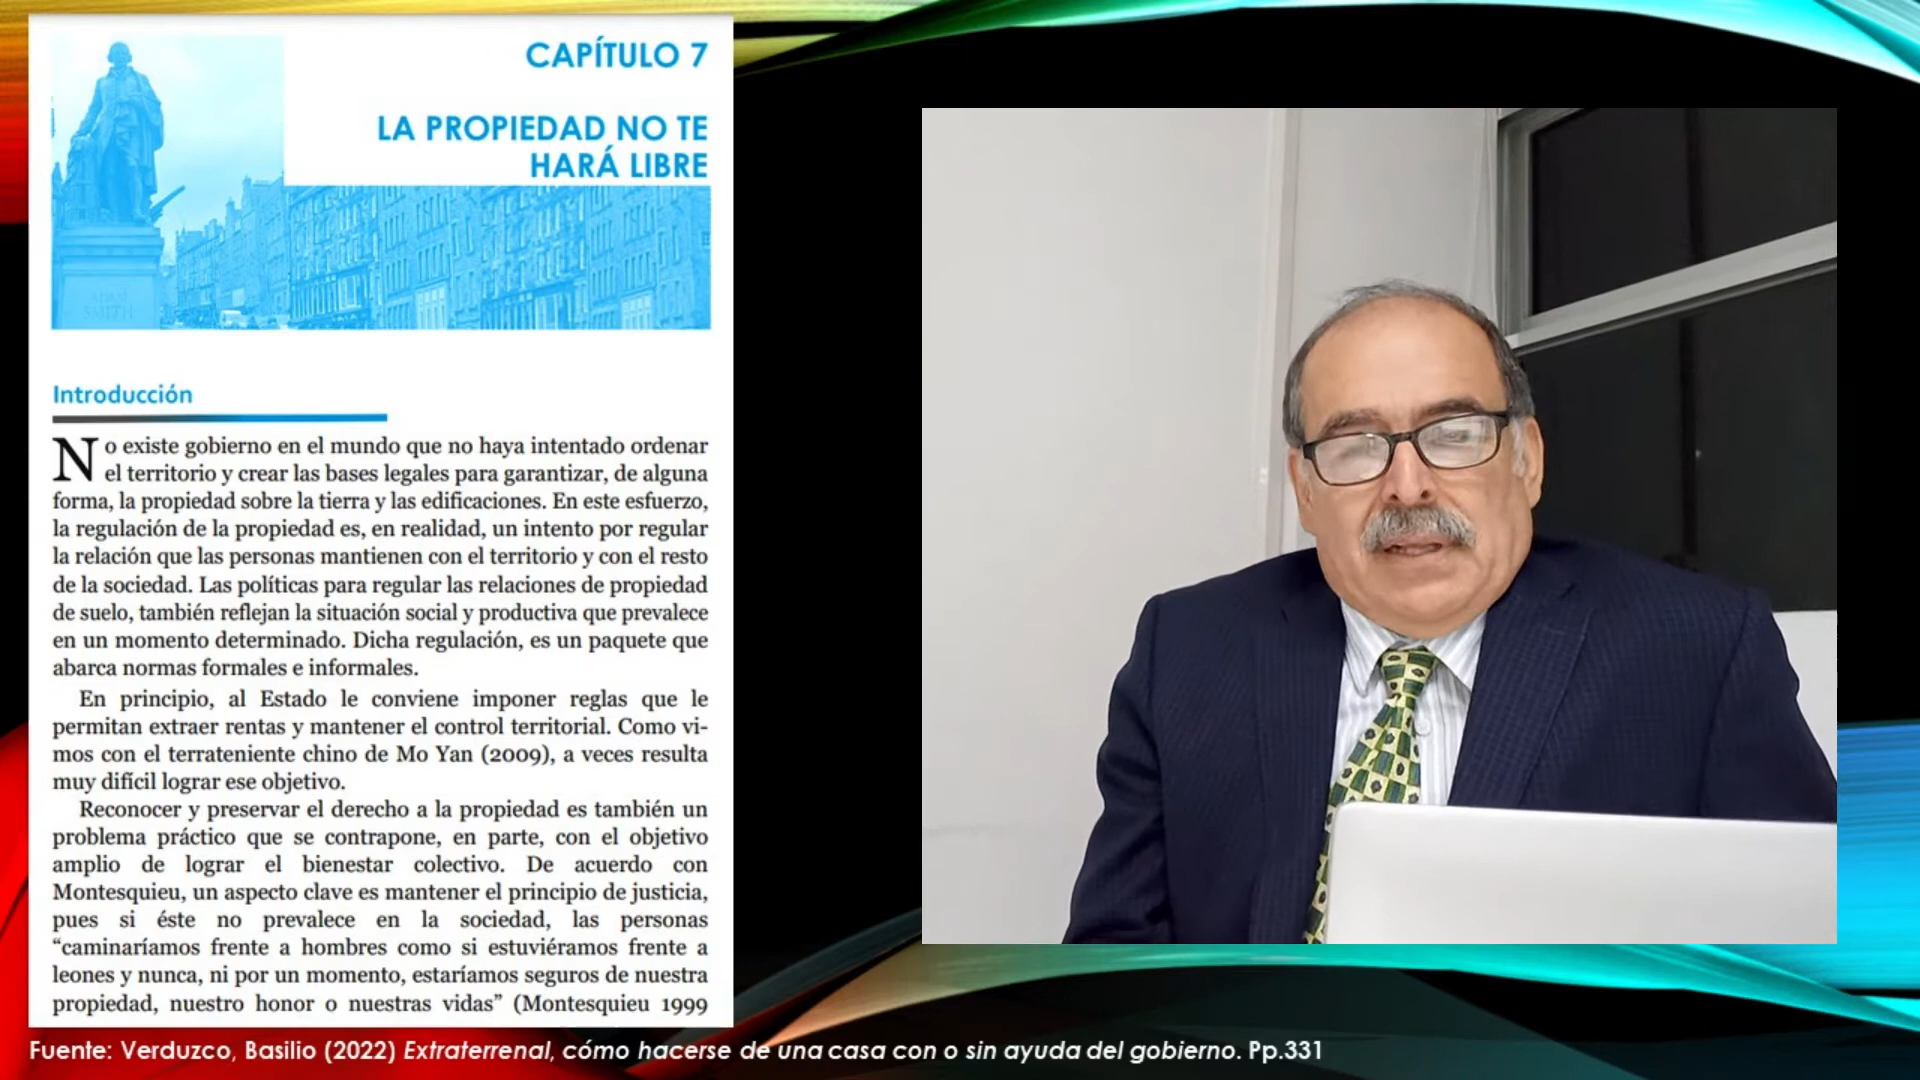 CAPÍTULO 7
LA PROPIEDAD NO TE
HARÁ LIBRE
ADAM
SMITH
Introducción
No existe gobierno en el mundo que no haya intentado ordenar
el territorio y crear las bases legales para garantizar, de alguna
forma, la propiedad sobre la tierra y las edificaciones. En este esfuerzo,
la regulación de la propiedad es, en realidad, un intento por regular
la relación que las personas mantienen con el territorio y con el resto
de la sociedad. Las políticas para regular las relaciones de propiedad
de suelo, también reflejan la situación social y productiva que prevalece
en un momento determinado. Dicha regulación, es un paquete que
abarca normas formales e informales.
En principio, al Estado le conviene imponer reglas que le
permitan extraer rentas y mantener el control territorial. Como vi-
mos con el terrateniente chino de Mo Yan (2009), a veces resulta
muy difícil lograr ese objetivo.
Reconocer y preservar el derecho a la propiedad es también un
problema práctico que se contrapone, en parte, con el objetivo
amplio de lograr el bienestar colectivo. De acuerdo con
Montesquieu, un aspecto clave es mantener el principio de justicia,
pues si éste no prevalece en la sociedad, las personas
“caminaríamos frente a hombres como si estuviéramos frente a
leones y nunca, ni por un momento, estaríamos seguros de nuestra
propiedad, nuestro honor o nuestras vidas” (Montesquieu 1999
Fuente: Verduzco, Basilio (2022) Extraterrenal, cómo hacerse de una casa con o sin ayuda del gobierno. Pp.331